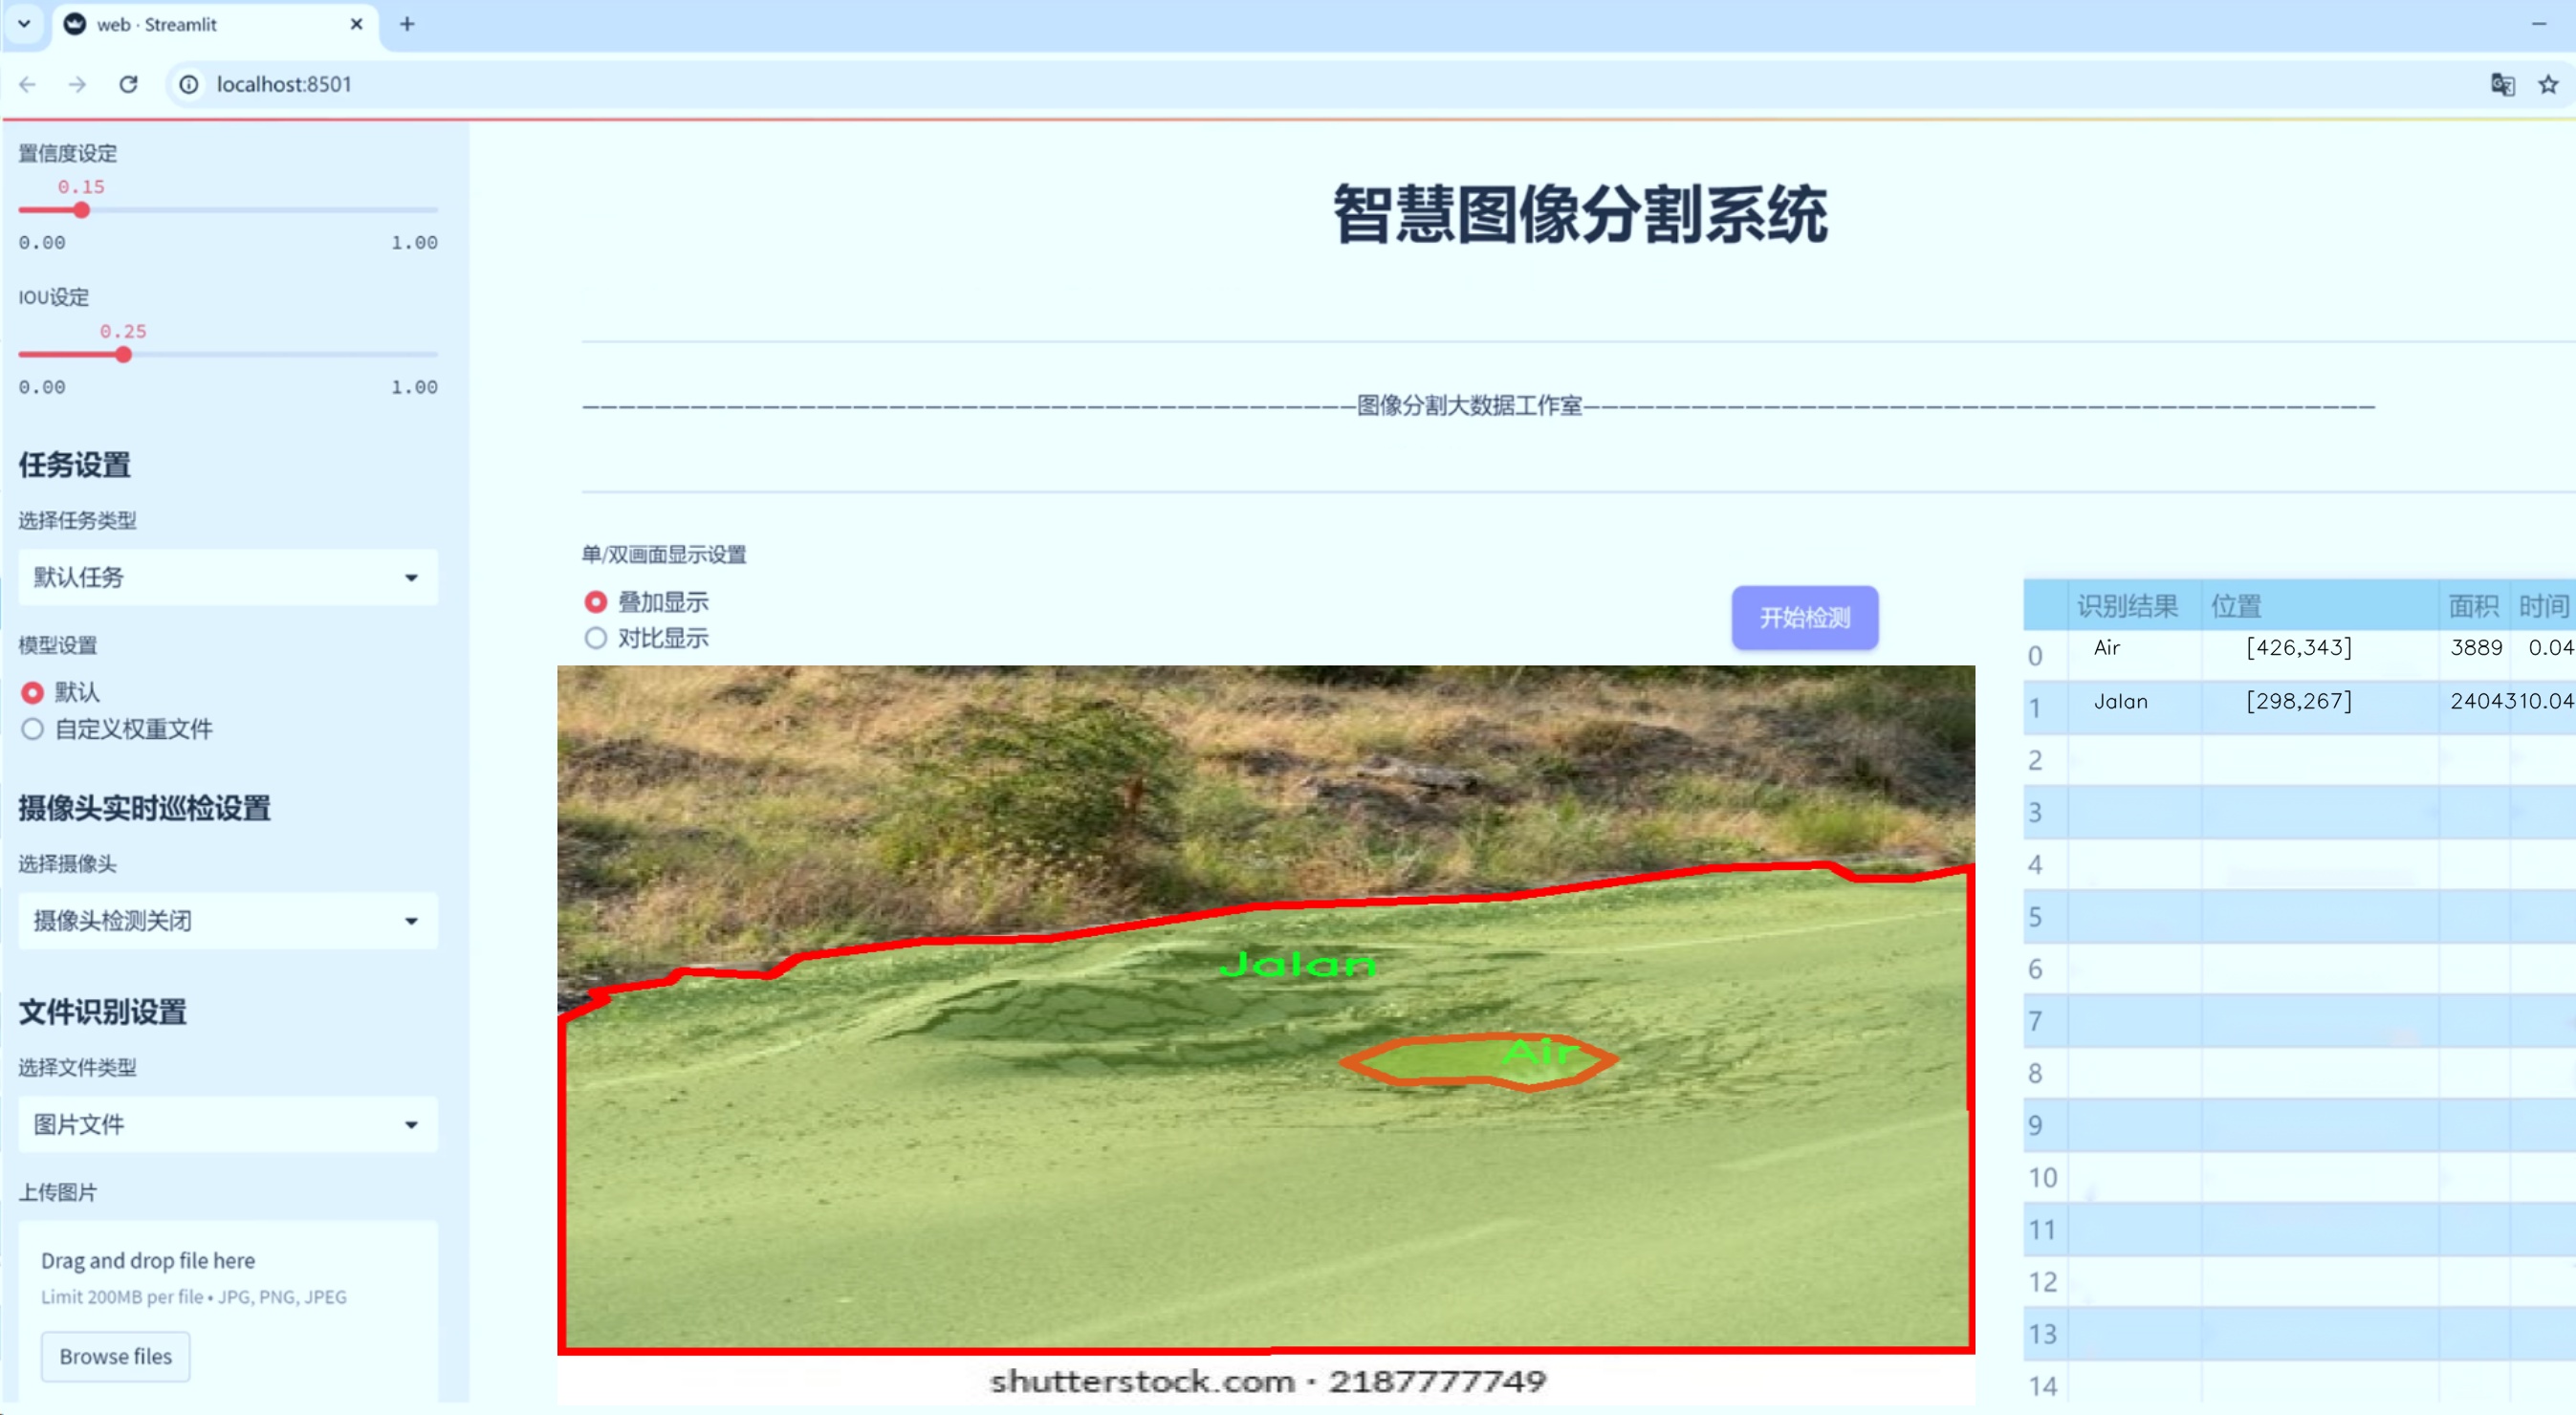 web · Streamlit
localhost:8501
置信度设定
0.15
0.00 1.00
IOU设定
0.25
0.00 1.00
任务设置
选择任务类型
默认任务
模型设置
默认
自定义权重文件
摄像头实时巡检设置
选择摄像头
摄像头检测关闭
文件识别设置
选择文件类型
图片文件
上传图片
Drag and drop file here
Limit 200MB per file • JPG, PNG, JPEG
Browse files
智慧图像分割系统
———————————————————————————————————————————图像分割大数据工作室————————————————————————————————————————————
单/双画面显示设置
叠加显示
对比显示
开始检测
Jalan
Air
shutterstock.com · 2187777749
识别结果 位置 面积 时间
0 Air [426,343] 3889 0.04
1 Jalan [298,267] 2404310.04
2
3
4
5
6
7
8
9
10
11
12
13
14